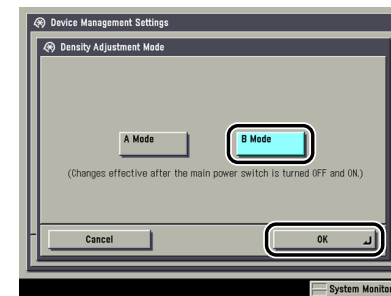 Device Management Settings
Density Adjustment Mode
A Mode
B Mode
(Changes effective after the main power switch is turned OFF and ON.)
Cancel
OK
System Monitor